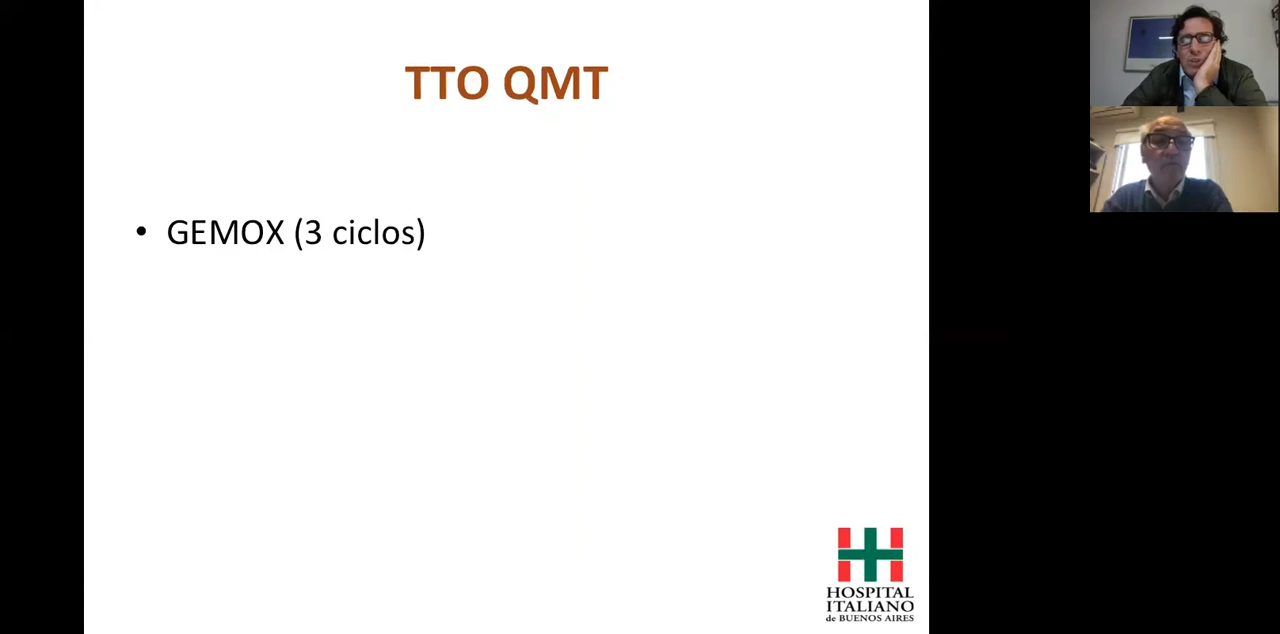 TTO QMT
• GEMOX (3 ciclos)
HOSPITAL
ITALIANO
de BUENOS AIRES